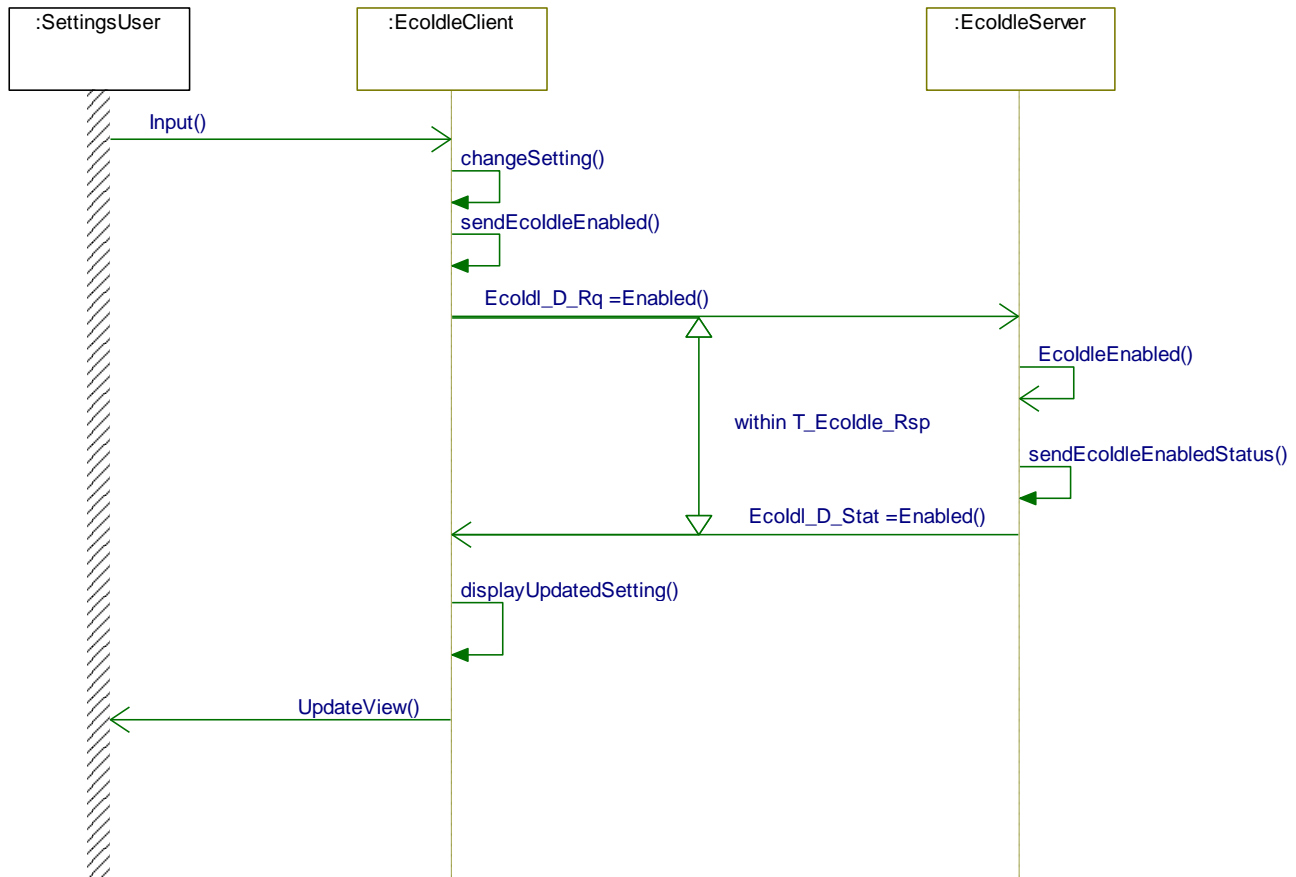 :SettingsUser
:EcoIdleClient
:EcoIdleServer
Input()
changeSetting()
sendEcoIdleEnabled()
EcoIdl_D_Rq =Enabled()
EcoIdleEnabled()
within T_EcoIdle_Rsp
sendEcoIdleEnabledStatus()
EcoIdl_D_Stat =Enabled()
displayUpdatedSetting()
UpdateView()